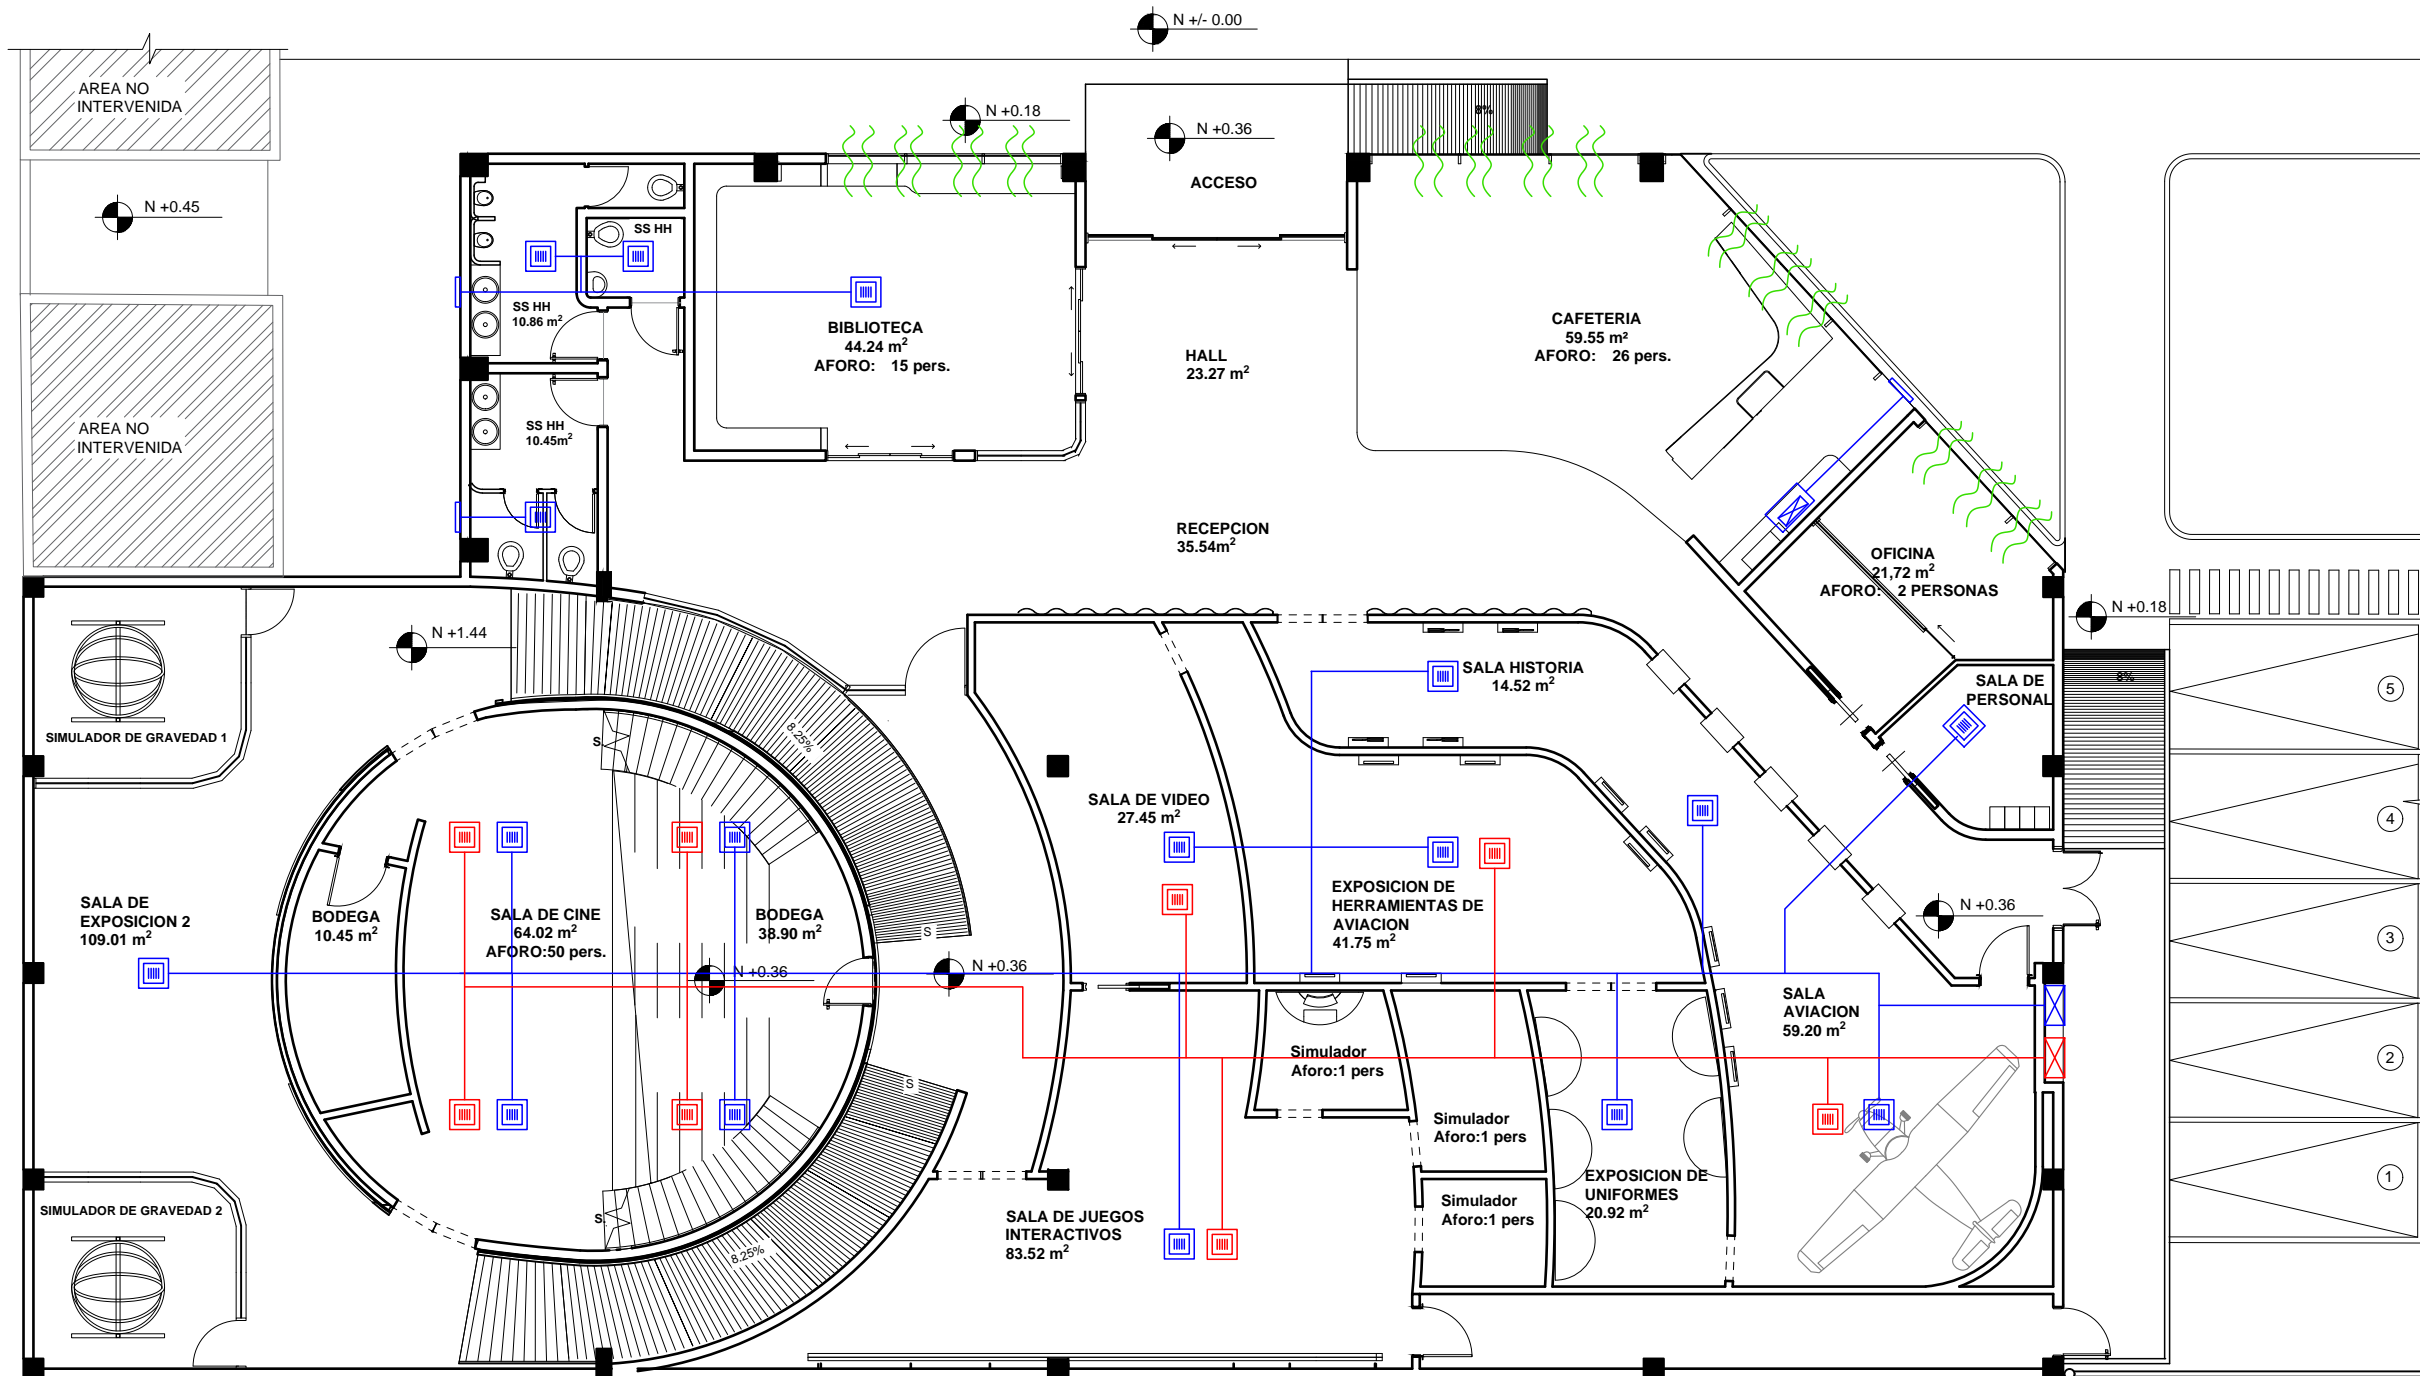 N +/- 0.00
AREA NO
INTERVENIDA
N +0.18
N +0.36
8%
ACCESO
N +0.45
SS HH
SS HH
10.86 m²
BIBLIOTECA
44.24 m²
AFORO: 15 pers.
HALL
23.27 m²
CAFETERIA
59.55 m²
AFORO: 26 pers.
AREA NO
INTERVENIDA
SS HH
10.45m²
RECEPCION
35.54m²
OFICINA
21,72 m²
AFORO: 2 PERSONAS
N +0.18
N +1.44
SALA HISTORIA
14.52 m²
SALA DE
PERSONAL
8%
5
SIMULADOR DE GRAVEDAD 1
S
8.25%
SALA DE VIDEO
27.45 m²
4
SALA DE
EXPOSICION 2
109.01 m²
BODEGA
10.45 m²
SALA DE CINE
64.02 m²
AFORO:50 pers.
BODEGA
38.90 m²
S
EXPOSICION DE
HERRAMIENTAS DE
AVIACION
41.75 m²
N +0.36
3
N +0.36
N +0.36
SALA
AVIACION
59.20 m²
Simulador
Aforo:1 pers
2
S
Simulador
Aforo:1 pers
EXPOSICION DE
UNIFORMES
20.92 m²
1
SIMULADOR DE GRAVEDAD 2
S
8.25%
SALA DE JUEGOS
INTERACTIVOS
83.52 m²
Simulador
Aforo:1 pers